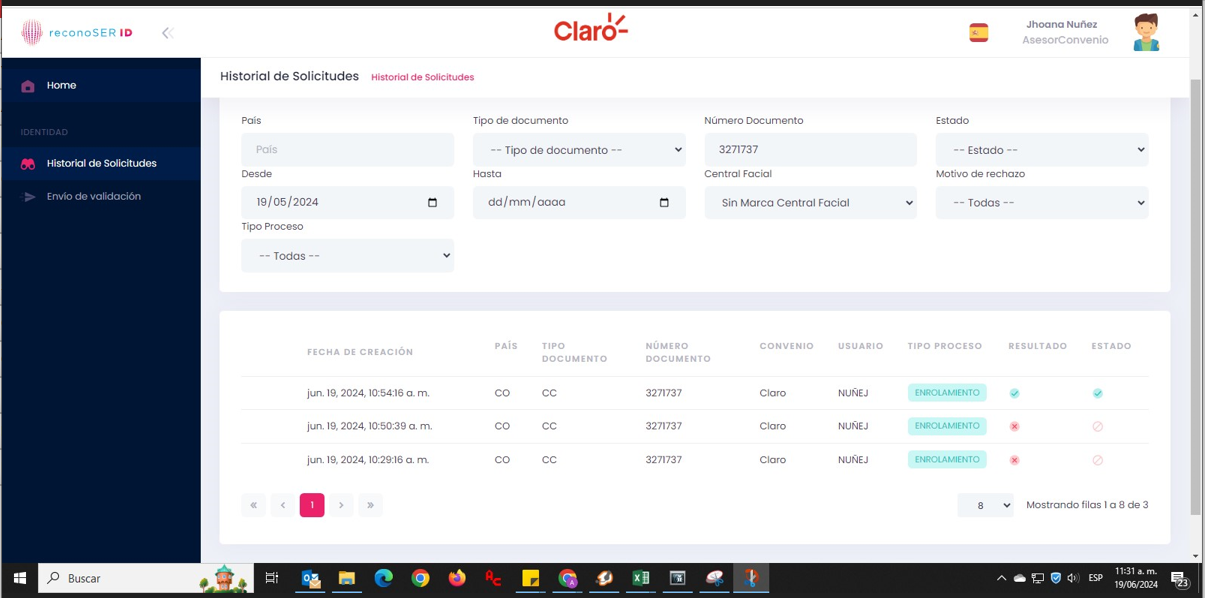 reconoSER ID
Claro
Jhoana Nuñez
AsesorConvenio
Home
IDENTIDAD
Historial de Solicitudes
Envío de validación
Historial de Solicitudes Historial de Solicitudes
País Tipo de documento Número Documento Estado
País -- Tipo de documento -- 3271737 -- Estado --
Desde Hasta Central Facial Motivo de rechazo
19/05/2024 dd/mm/aaaa Sin Marca Central Facial -- Todas --
Tipo Proceso
-- Todas --
FECHA DE CREACIÓN PAÍS TIPO DOCUMENTO NÚMERO DOCUMENTO CONVENIO USUARIO TIPO PROCESO RESULTADO ESTADO
jun. 19, 2024, 10:54:16 a. m. CO CC 3271737 Claro NUÑEJ ENROLAMIENTO
jun. 19, 2024, 10:50:39 a. m. CO CC 3271737 Claro NUÑEJ ENROLAMIENTO
jun. 19, 2024, 10:29:16 a. m. CO CC 3271737 Claro NUÑEJ ENROLAMIENTO
« ‹ 1 › » 8 Mostrando filas 1 a 8 de 3
Buscar
ESP
11:31 a. m.
19/06/2024
23